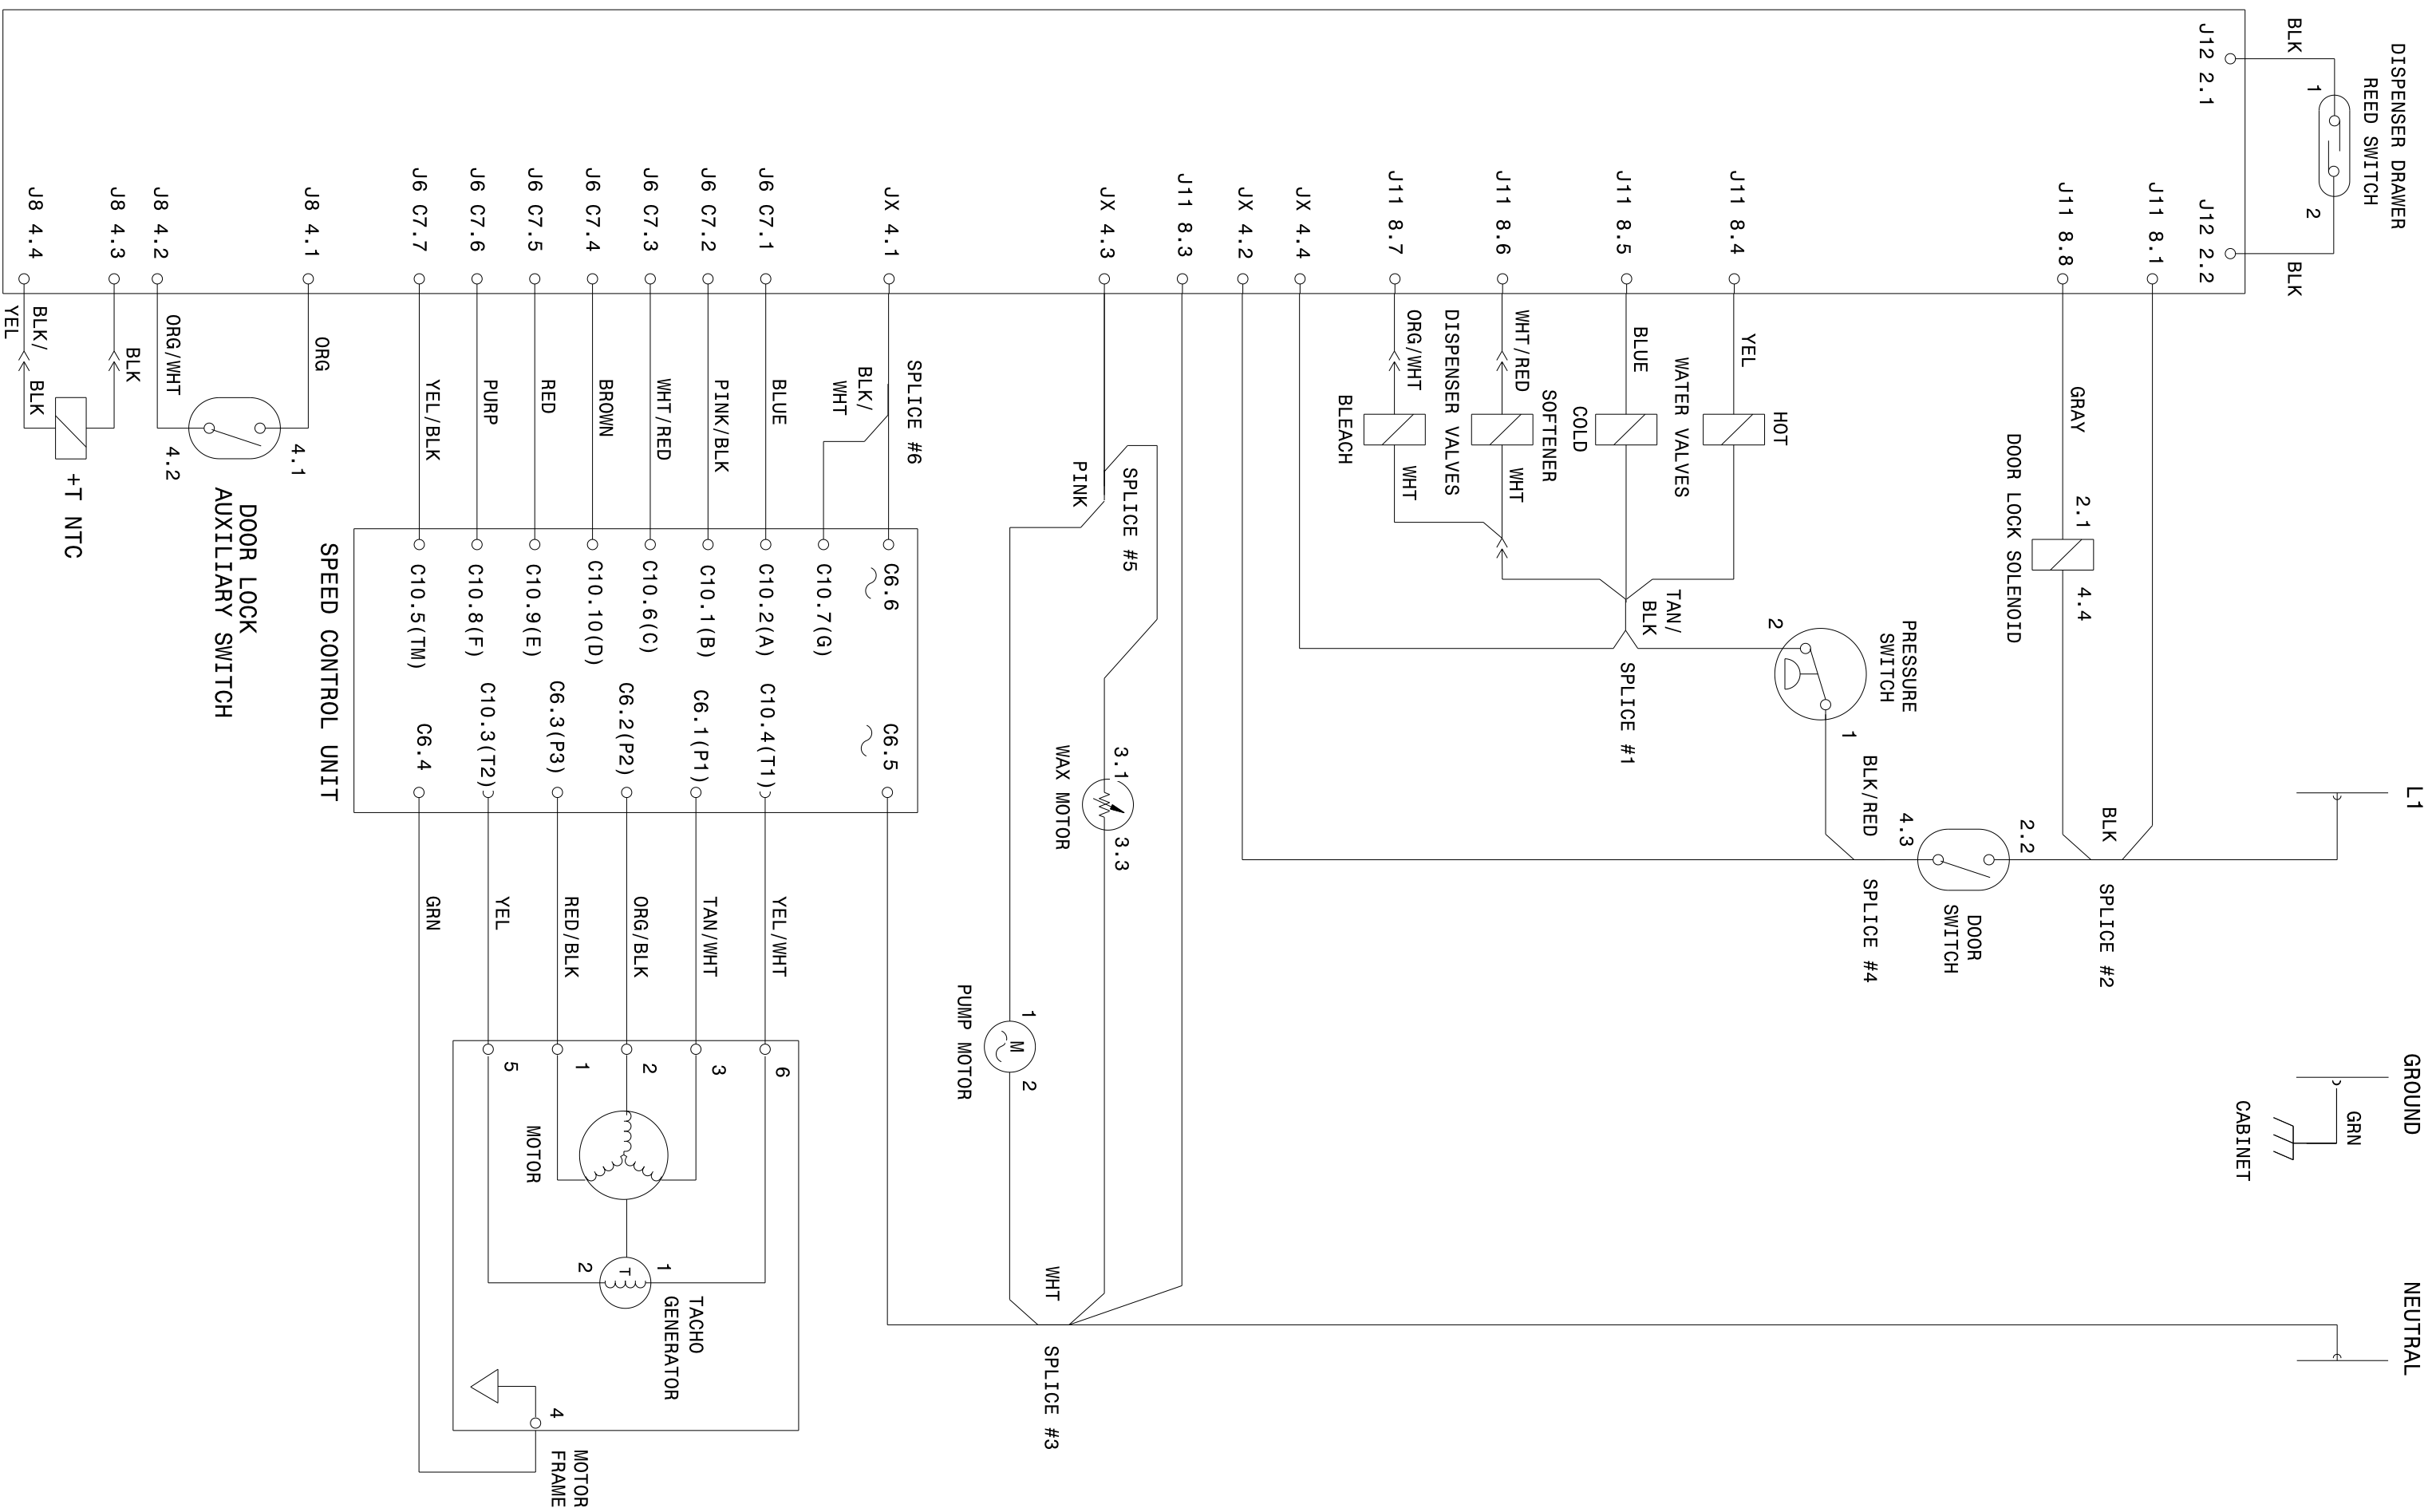 L1
GROUND
NEUTRAL
DISPENSER DRAWER
REED SWITCH
BLK
1
2
BLK
J12 2.1
J12 2.2
GRN
CABINET
J11 8.1
BLK
SPLICE #2
J11 8.8
GRAY
2.1
4.4
DOOR LOCK SOLENOID
2.2
DOOR
SWITCH
4.3
SPLICE #4
PRESSURE
SWITCH
2
1
BLK/RED
J11 8.4
YEL
HOT
WATER VALVES
J11 8.5
BLUE
COLD
TAN/
BLK
SPLICE #1
J11 8.6
WHT/RED
SOFTENER
WHT
DISPENSER VALVES
J11 8.7
ORG/WHT
WHT
BLEACH
JX 4.4
JX 4.2
J11 8.3
JX 4.3
SPLICE #5
PINK
3.1
3.3
WAX MOTOR
1
M
2
PUMP MOTOR
WHT
SPLICE #3
JX 4.1
SPLICE #6
BLK/
WHT
C6.6
C6.5
C10.7(G)
J6 C7.1
BLUE
C10.2(A)
C10.4(T1)
YEL/WHT
6
J6 C7.2
PINK/BLK
C10.1(B)
C6.1(P1)
TAN/WHT
3
J6 C7.3
WHT/RED
C10.6(C)
C6.2(P2)
ORG/BLK
2
J6 C7.4
BROWN
C10.10(D)
C6.3(P3)
RED/BLK
1
J6 C7.5
RED
C10.9(E)
J6 C7.6
PURP
C10.8(F)
C10.3(T2)
YEL
5
J6 C7.7
YEL/BLK
C10.5(TM)
C6.4
GRN
SPEED CONTROL UNIT
MOTOR
1
T
2
TACHO
GENERATOR
4
MOTOR
FRAME
J8 4.1
ORG
4.1
J8 4.2
ORG/WHT
4.2
DOOR LOCK
AUXILIARY SWITCH
J8 4.3
BLK
J8 4.4
BLK/
YEL
BLK
+T NTC